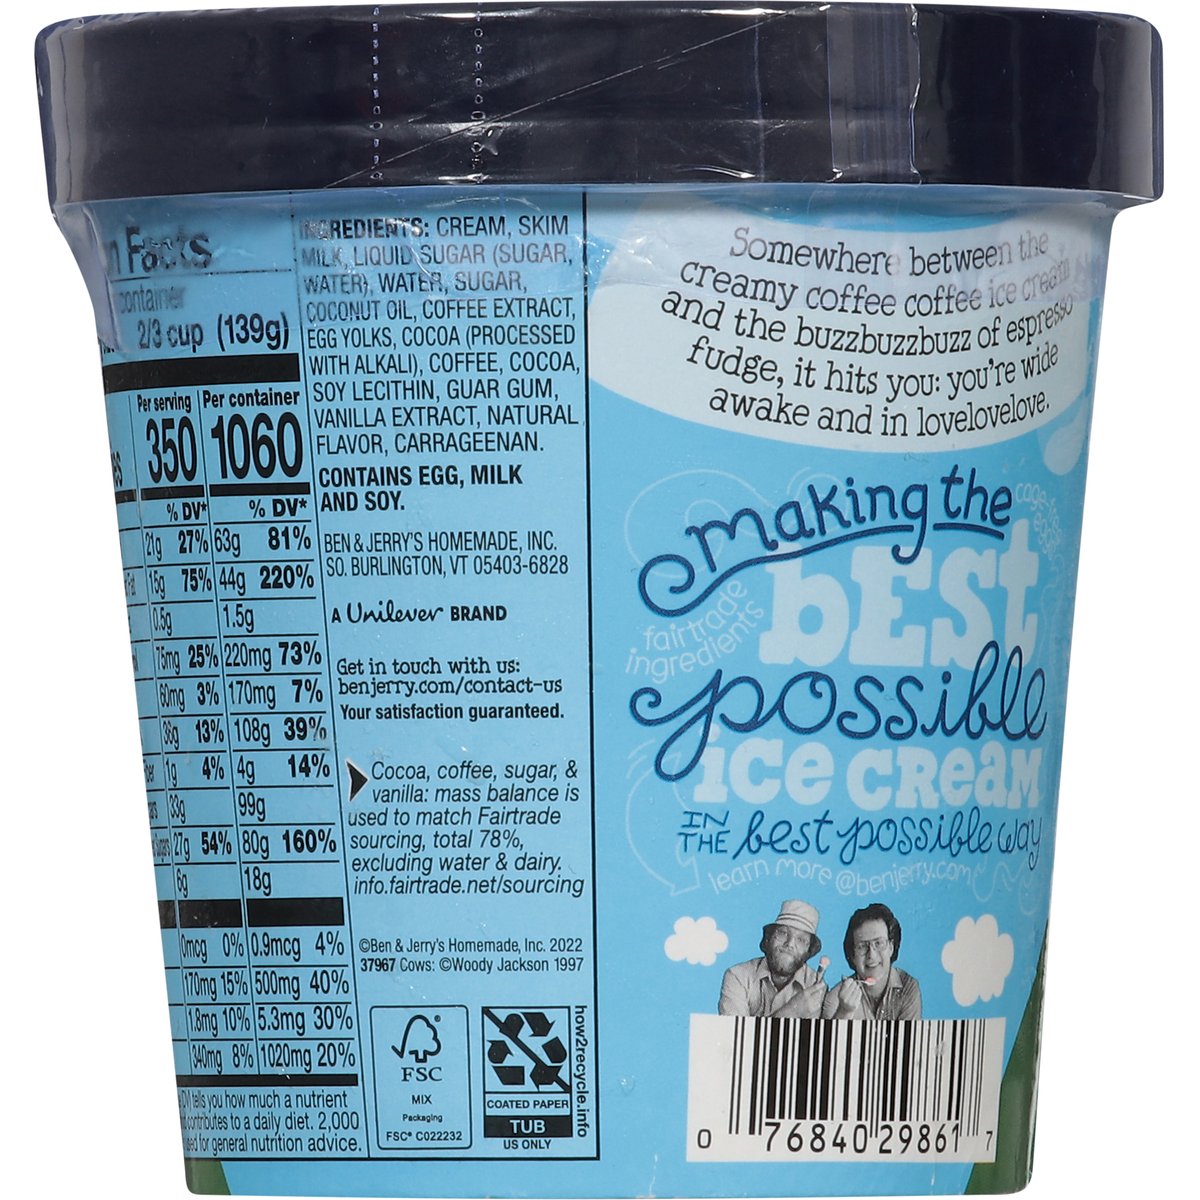 n Facts
container
2/3 cup (139g)
Per serving Per container
350 1060
% DV* % DV*
21g 27% 63g 81%
Fat 15g 75% 44g 220%
0.5g 1.5g
75mg 25% 220mg 73%
60mg 3% 170mg 7%
36g 13% 108g 39%
1g 4% 4g 14%
33g 99g
27g 54% 80g 160%
6g 18g
0mcg 0% 0.9mcg 4%
170mg 15% 500mg 40%
1.8mg 10% 5.3mg 30%
340mg 8% 1020mg 20%
tells you how much a nutrient
contributes to a daily diet. 2,000
used for general nutrition advice.
INGREDIENTS: CREAM, SKIM
MILK, LIQUID SUGAR (SUGAR,
WATER), WATER, SUGAR,
COCONUT OIL, COFFEE EXTRACT,
EGG YOLKS, COCOA (PROCESSED
WITH ALKALI), COFFEE, COCOA,
SOY LECITHIN, GUAR GUM,
VANILLA EXTRACT, NATURAL
FLAVOR, CARRAGEENAN.
CONTAINS EGG, MILK
AND SOY.
BEN & JERRY'S HOMEMADE, INC.
SO. BURLINGTON, VT 05403-6828
A Unilever BRAND
Get in touch with us:
benjerry.com/contact-us
Your satisfaction guaranteed.
Cocoa, coffee, sugar, &
vanilla: mass balance is
used to match Fairtrade
sourcing, total 78%,
excluding water & dairy.
info.fairtrade.net/sourcing
©Ben & Jerry's Homemade, Inc. 2022
37967 Cows: ©Woody Jackson 1997
FSC
MIX
Packaging
FSC® C022232
COATED PAPER
TUB
US ONLY
how2recycle.info
Somewhere between the
creamy coffee coffee ice cream
and the buzzbuzzbuzz of espresso
fudge, it hits you: you're wide
awake and in lovelovelove.
making the
cage-free
eggs
bEST
fairtrade
ingredients
possible
ice cream
IN
THE best possible way
learn more @benjerry.com
0 76840 29861 7